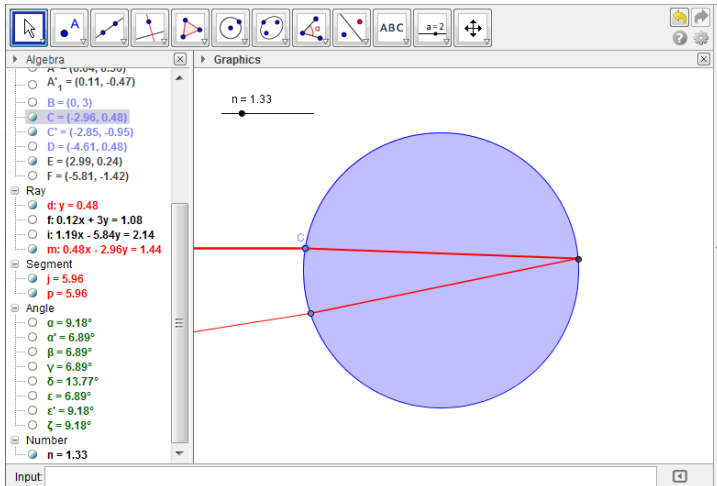 ABC
a=2
α
A
Algebra
Graphics
A'₁ = (0.11, -0.47)
B = (0, 3)
C = (-2.96, 0.48)
C' = (-2.85, -0.95)
D = (-4.61, 0.48)
E = (2.99, 0.24)
F = (-5.81, -1.42)
Ray
d: y = 0.48
f: 0.12x + 3y = 1.08
i: 1.19x - 5.84y = 2.14
m: 0.48x - 2.96y = 1.44
Segment
j = 5.96
p = 5.96
Angle
α = 9.18°
α' = 6.89°
β = 6.89°
γ = 6.89°
δ = 13.77°
ε = 6.89°
ε' = 9.18°
ζ = 9.18°
Number
n = 1.33
n = 1.33
C
Input: